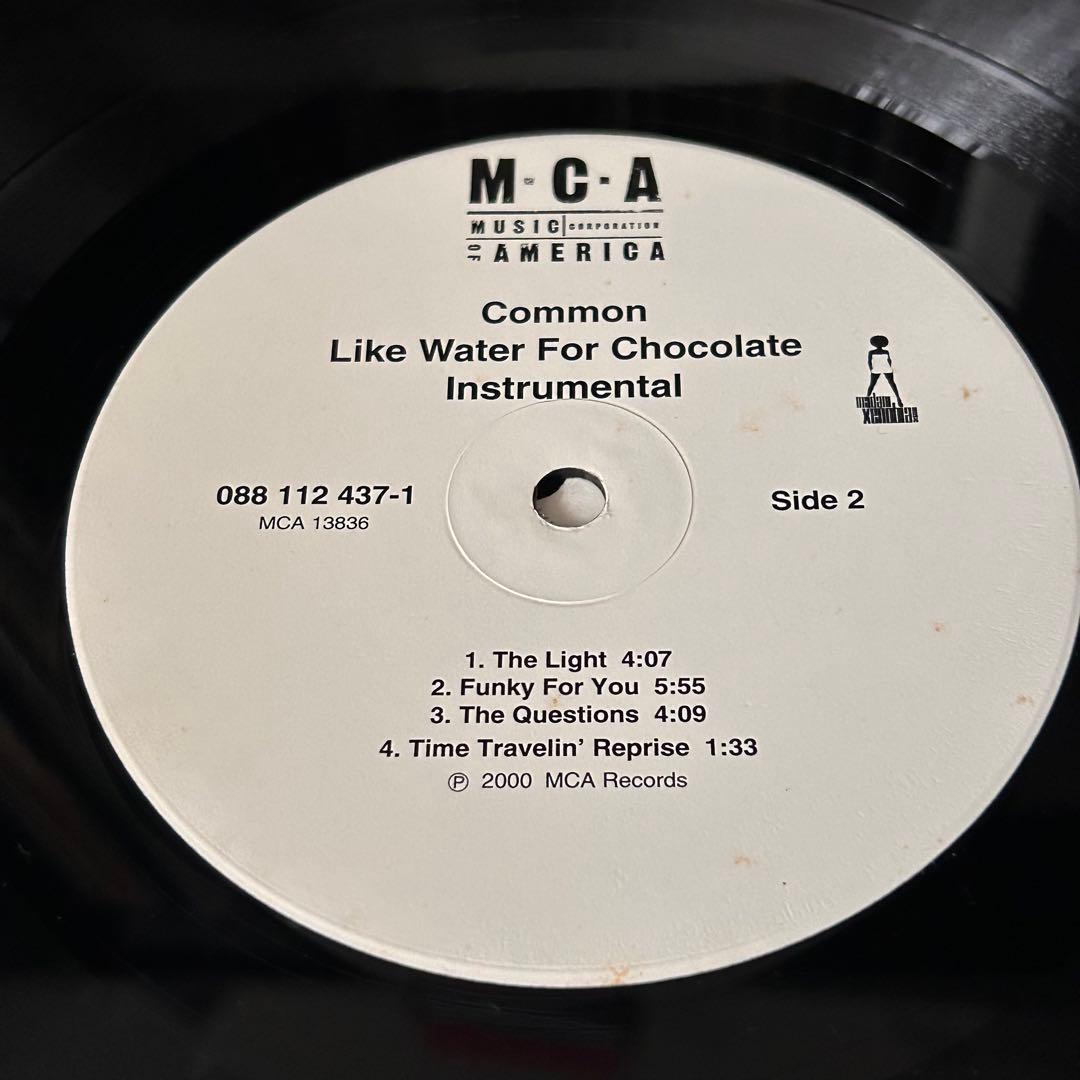 M·C·A
MUSIC CORPORATION
OF AMERICA
Common
Like Water For Chocolate
Instrumental
088 112 437-1
MCA 13836
Side 2
1. The Light 4:07
2. Funky For You 5:55
3. The Questions 4:09
4. Time Travelin' Reprise 1:33
℗ 2000 MCA Records